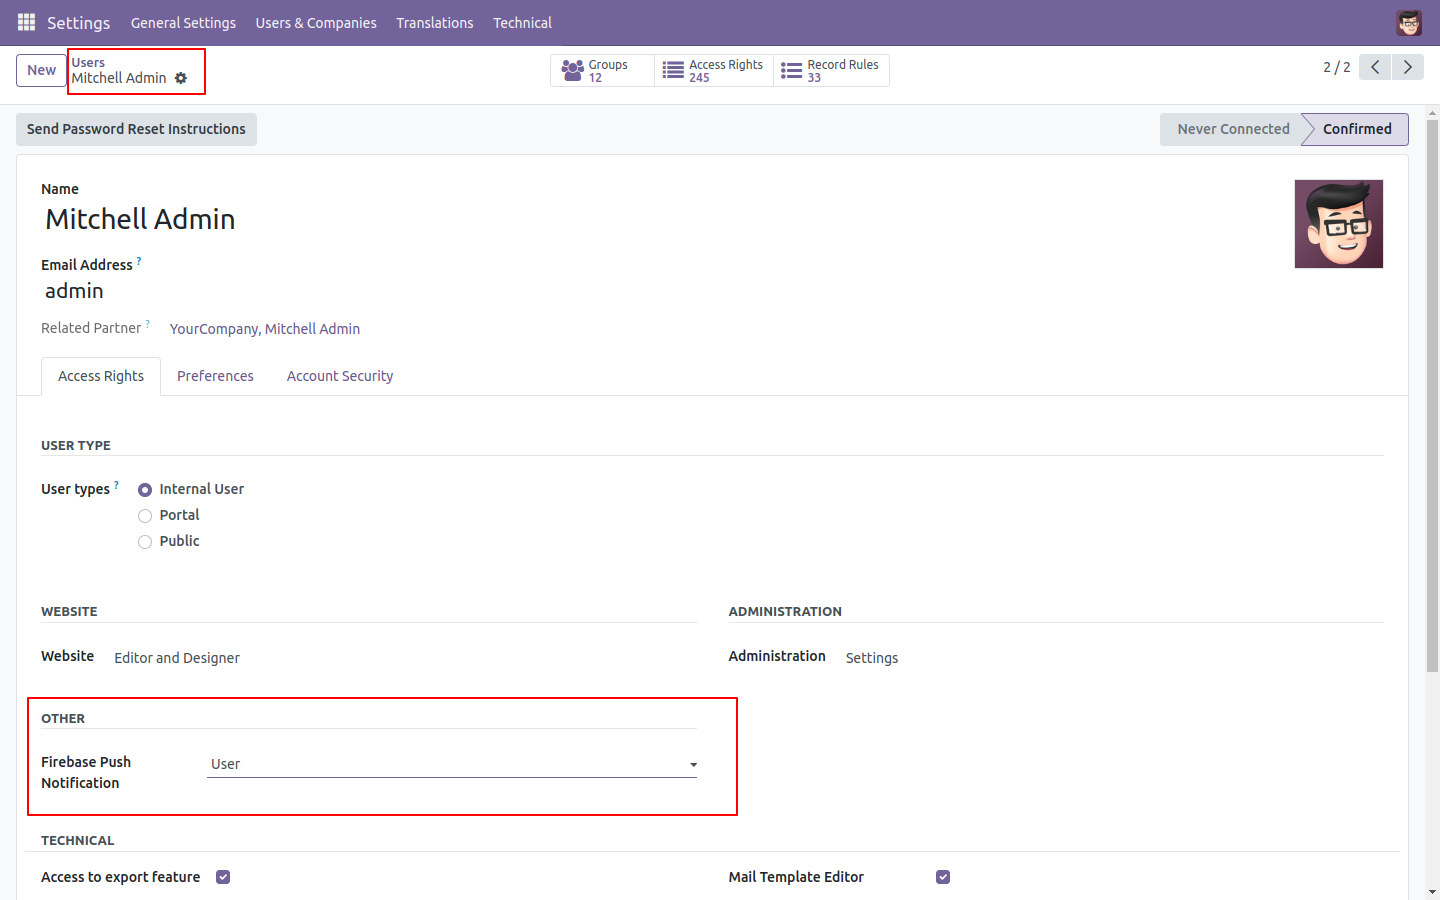 Settings General Settings Users & Companies Translations Technical
New
Users
Mitchell Admin
Groups
12
Access Rights
245
Record Rules
33
2 / 2
Send Password Reset Instructions
Never Connected Confirmed
Name
Mitchell Admin
Email Address ?
admin
Related Partner ? YourCompany, Mitchell Admin
Access Rights Preferences Account Security
USER TYPE
User types ? Internal User
Portal
Public
WEBSITE ADMINISTRATION
Website Editor and Designer Administration Settings
OTHER
Firebase Push
Notification
User
TECHNICAL
Access to export feature Mail Template Editor